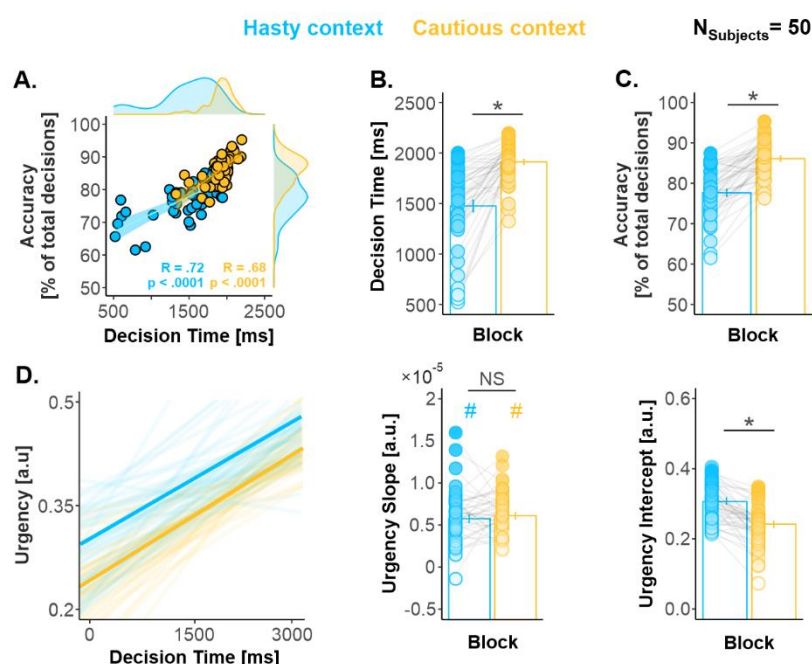 Hasty context Cautious context N_Subjects = 50
A.
Accuracy
[% of total decisions]
100
90
80
70
60
50
R = .72 R = .68
p < .0001 p < .0001
500 1500 2500
Decision Time [ms]
B.
Decision Time [ms]
2500
2000
1500
1000
500
*
Block
C.
Accuracy
[% of total decisions]
100
90
80
70
60
50
*
Block
D.
Urgency [a.u]
0.5
0.35
0.2
0 1500 3000
Decision Time [ms]
×10^-5
Urgency Slope [a.u.]
2
1.5
1
0.5
0
-0.5
NS
# #
Block
Urgency Intercept [a.u.]
0.6
0.4
0.2
0.0
*
Block